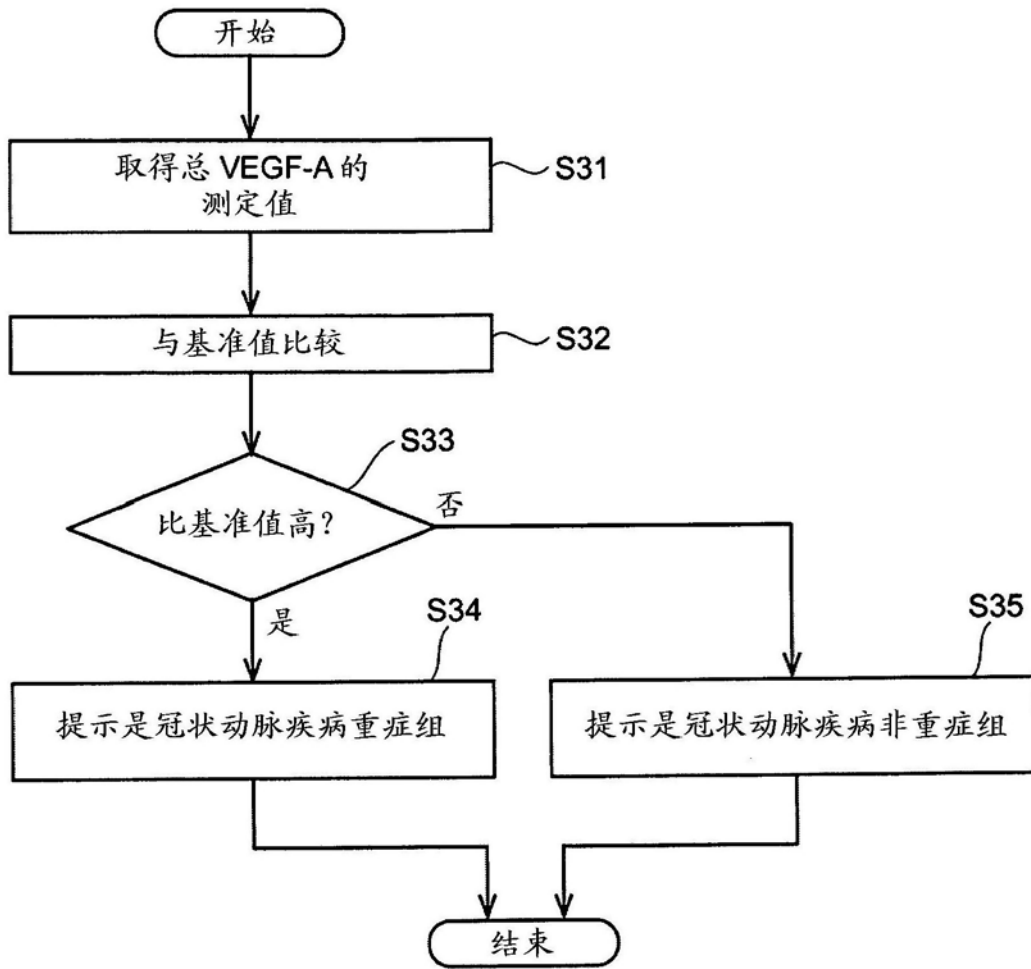 开始
取得总 VEGF-A 的
测定值
S31
与基准值比较
S32
S33
比基准值高?
否
是
S34
S35
提示是冠状动脉疾病重症组
提示是冠状动脉疾病非重症组
结束